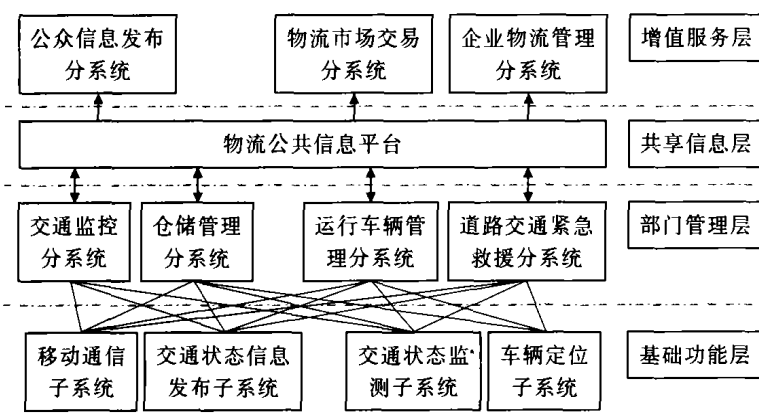 公众信息发布
分系统
物流市场交易
分系统
企业物流管理
分系统
增值服务层
物流公共信息平台
共享信息层
交通监控
分系统
仓储管理
分系统
运行车辆管
理分系统
道路交通紧急
救援分系统
部门管理层
移动通信
子系统
交通状态信息
发布子系统
交通状态监
测子系统
车辆定位
子系统
基础功能层